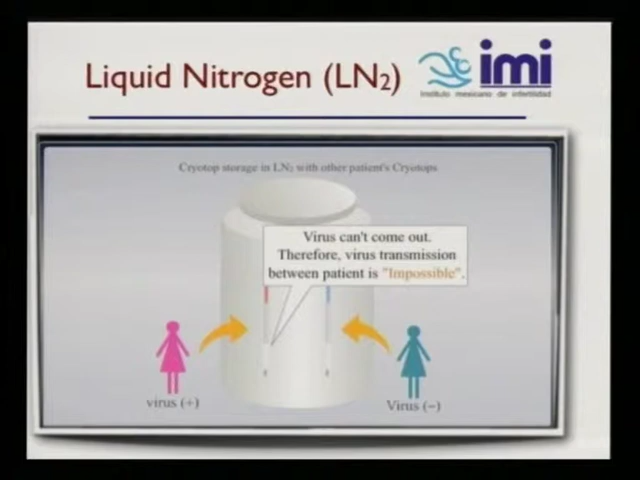 Liquid Nitrogen (LN2)
imi
Instituto mexicano de infertilidad
Cryotop storage in LN2 with other patient's Cryotops
Virus can't come out.
Therefore, virus transmission
between patient is "Impossible".
virus (+)
Virus (−)